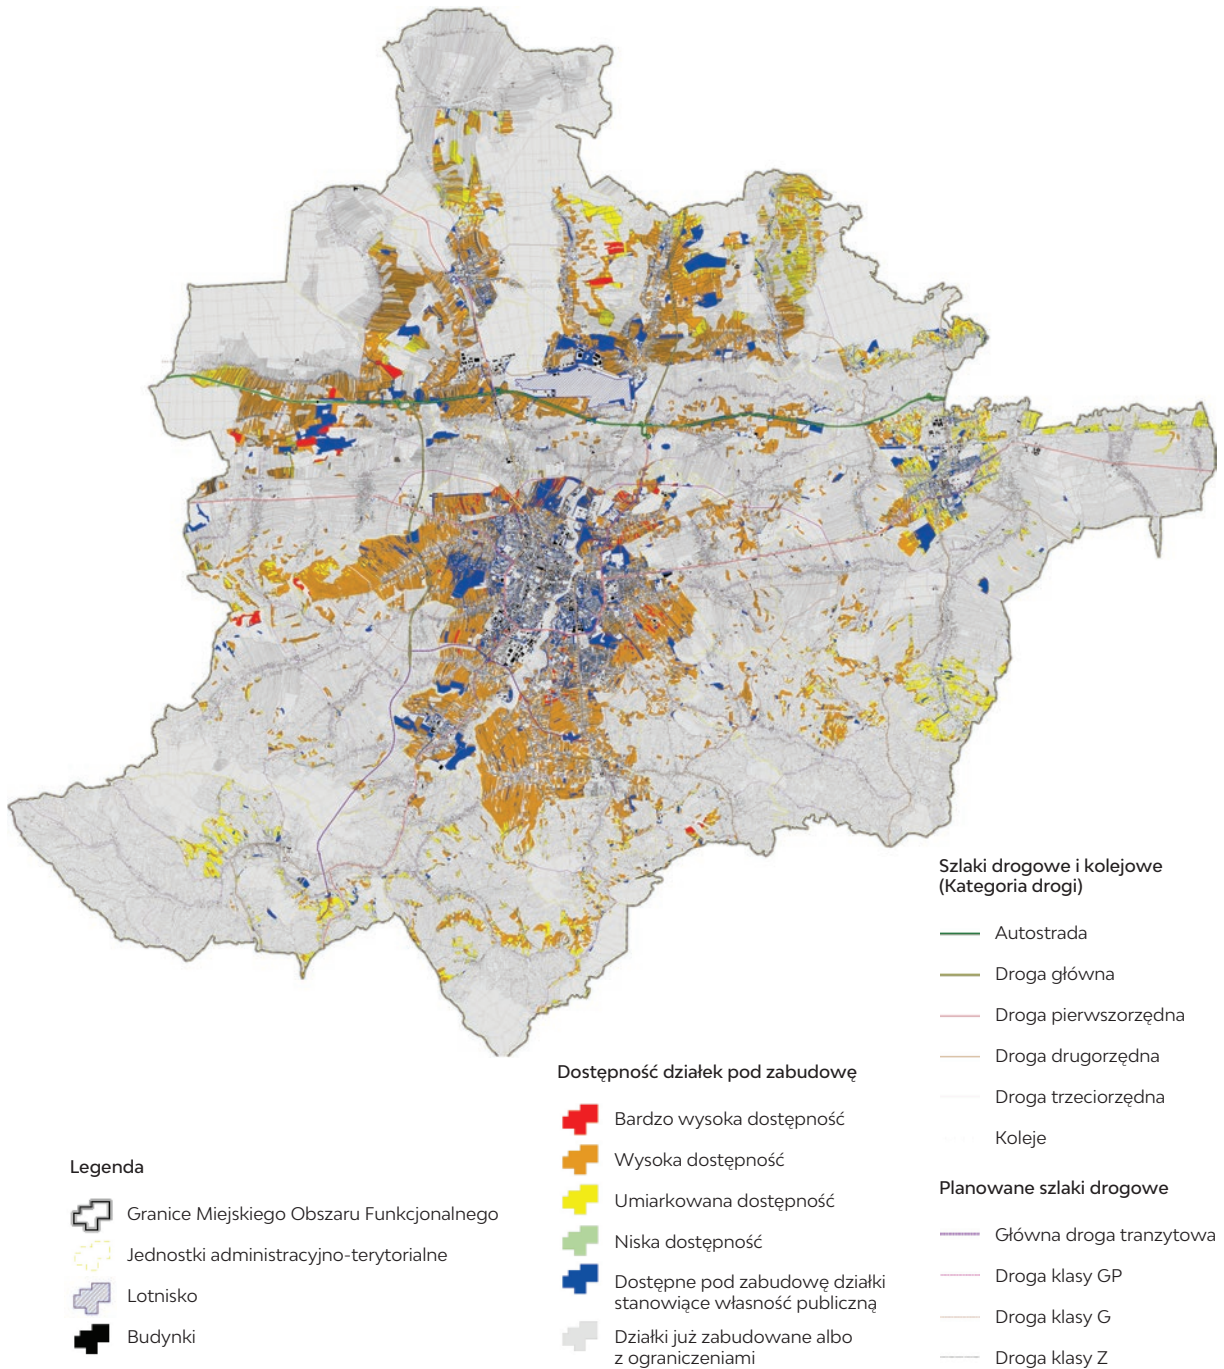 Legenda
Granice Miejskiego Obszaru Funkcjonalnego
Jednostki administracyjno-terytorialne
Lotnisko
Budynki
Dostępność działek pod zabudowę
Bardzo wysoka dostępność
Wysoka dostępność
Umiarkowana dostępność
Niska dostępność
Dostępne pod zabudowę działki
stanowiące własność publiczną
Działki już zabudowane albo
z ograniczeniami
Szlaki drogowe i kolejowe
(Kategoria drogi)
Autostrada
Droga główna
Droga pierwszorzędna
Droga drugorzędna
Droga trzeciorzędna
Koleje
Planowane szlaki drogowe
Główna droga tranzytowa
Droga klasy GP
Droga klasy G
Droga klasy Z